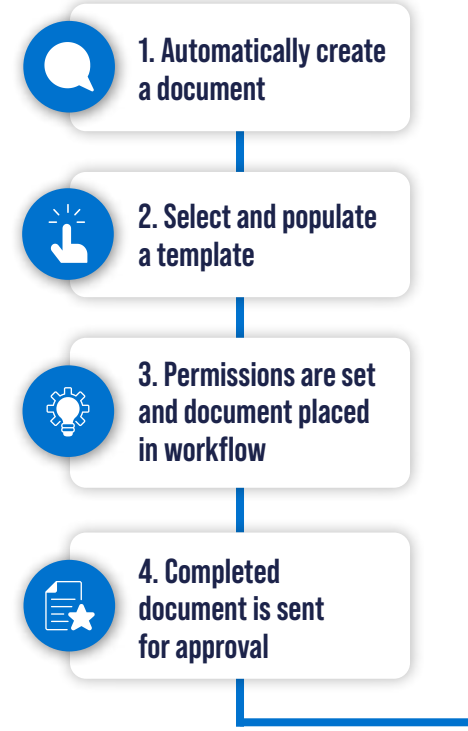 1. Automatically create
a document
2. Select and populate
a template
3. Permissions are set
and document placed
in workflow
4. Completed
document is sent
for approval